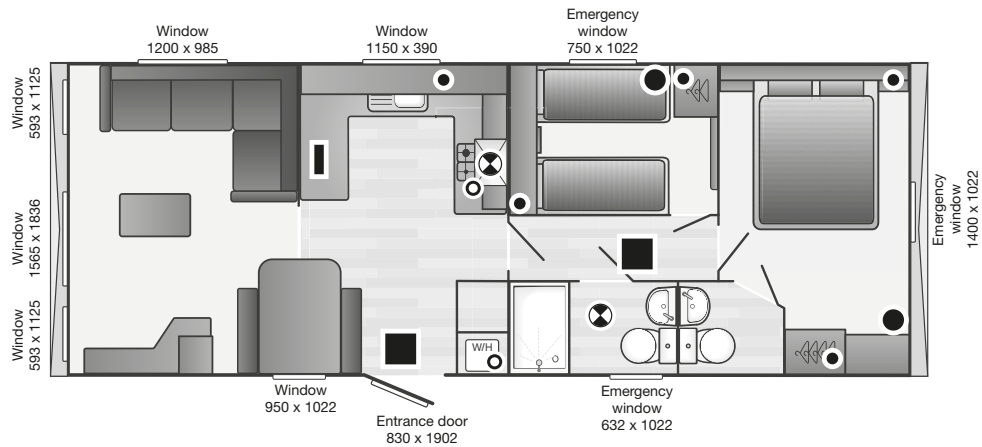 Window
1200 x 985
Window
1150 x 390
Emergency
window
750 x 1022
Window
593 x 1125
Window
1565 x 1836
Window
593 x 1125
Emergency
window
1400 x 1022
W/H
Window
950 x 1022
Entrance door
830 x 1902
Emergency
window
632 x 1022